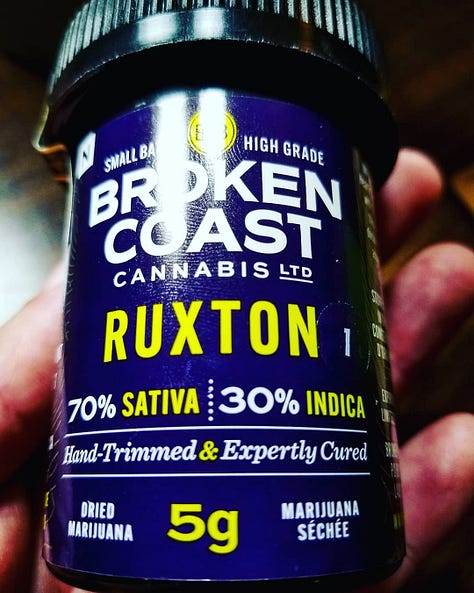 SMALL HIGH GRADE
BROKEN
COAST
CANNABIS LTD
RUXTON 1
70% SATIVA 30% INDICA
Hand-Trimmed & Expertly Cured
DRIED MARIJUANA
5g
MARIJUANA SÉCHÉE